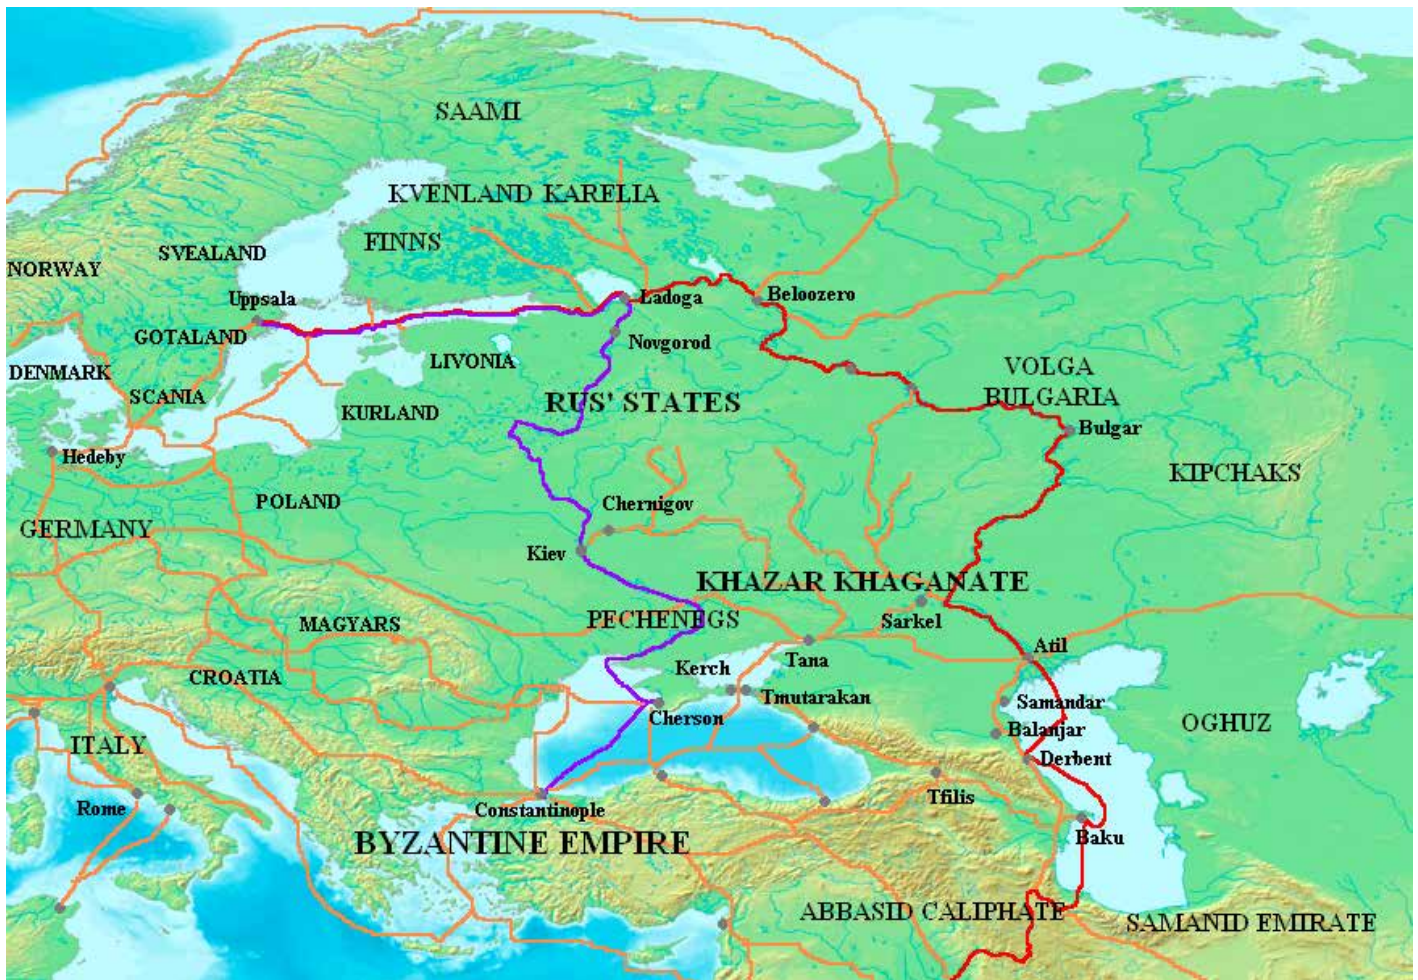 SAAMI
KVENLAND KARELIA
FINNS
SVEALAND
NORWAY
Uppsala
Ladoga
Beloozero
GOTALAND
Novgorod
LIVONIA
DENMARK
SCANIA
VOLGA
BULGARIA
RUS' STATES
KURLAND
Bulgar
Hedeby
KIPCHAKS
POLAND
Chernigov
GERMANY
Kiev
KHAZAR KHAGANATE
PECHENEGS
Sarkel
MAGYARS
Atil
Tana
Kerch
CROATIA
Tmutarakan
Samandar
Cherson
OGHUZ
Balanjar
ITALY
Derbent
Tfilis
Rome
Constantinople
Baku
BYZANTINE EMPIRE
ABBASID CALIPHATE
SAMANID EMIRATE